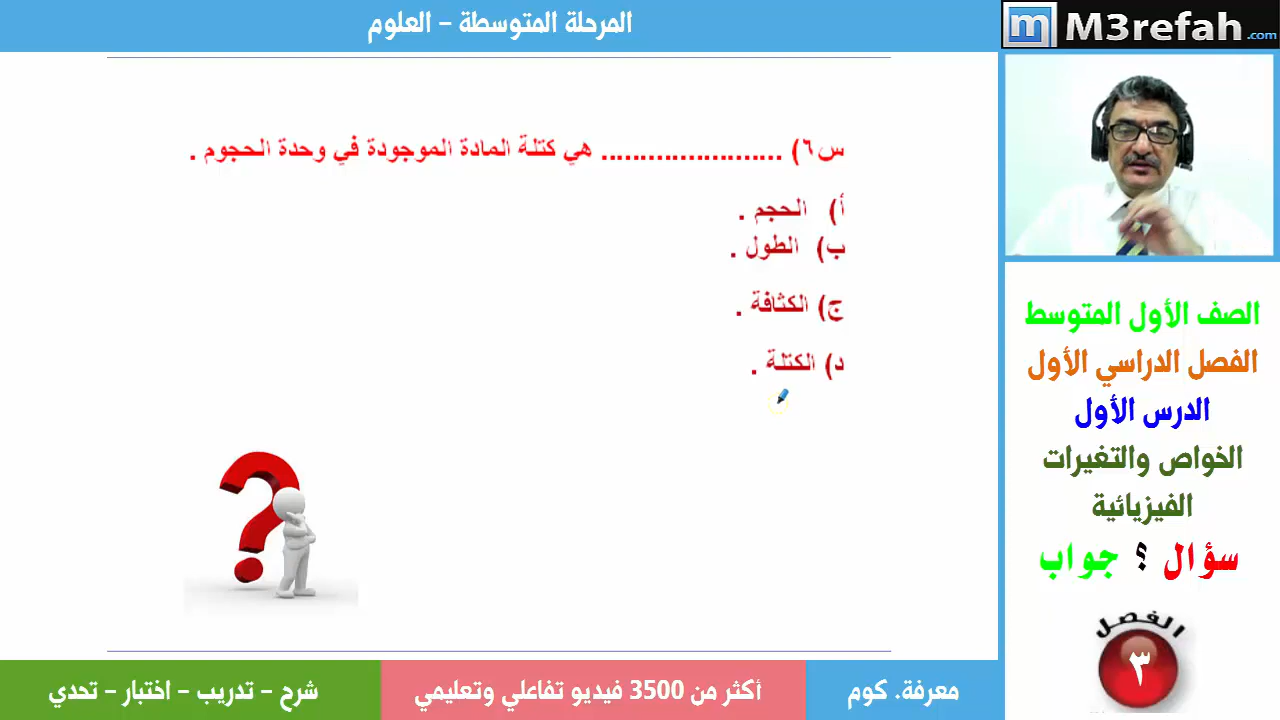 المرحلة المتوسطة – العلوم
M3refah.com
س٦) ........................ هي كتلة المادة الموجودة في وحدة الحجوم .
أ) الحجم .
ب) الطول .
ج) الكثافة .
د) الكتلة .
الصف الأول المتوسط
الفصل الدراسي الأول
الدرس الأول
الخواص والتغيرات
الفيزيائية
سؤال ؟ جواب
الفصل
٣
معرفة. كوم
أكثر من 3500 فيديو تفاعلي وتعليمي
شرح – تدريب – اختبار – تحدي